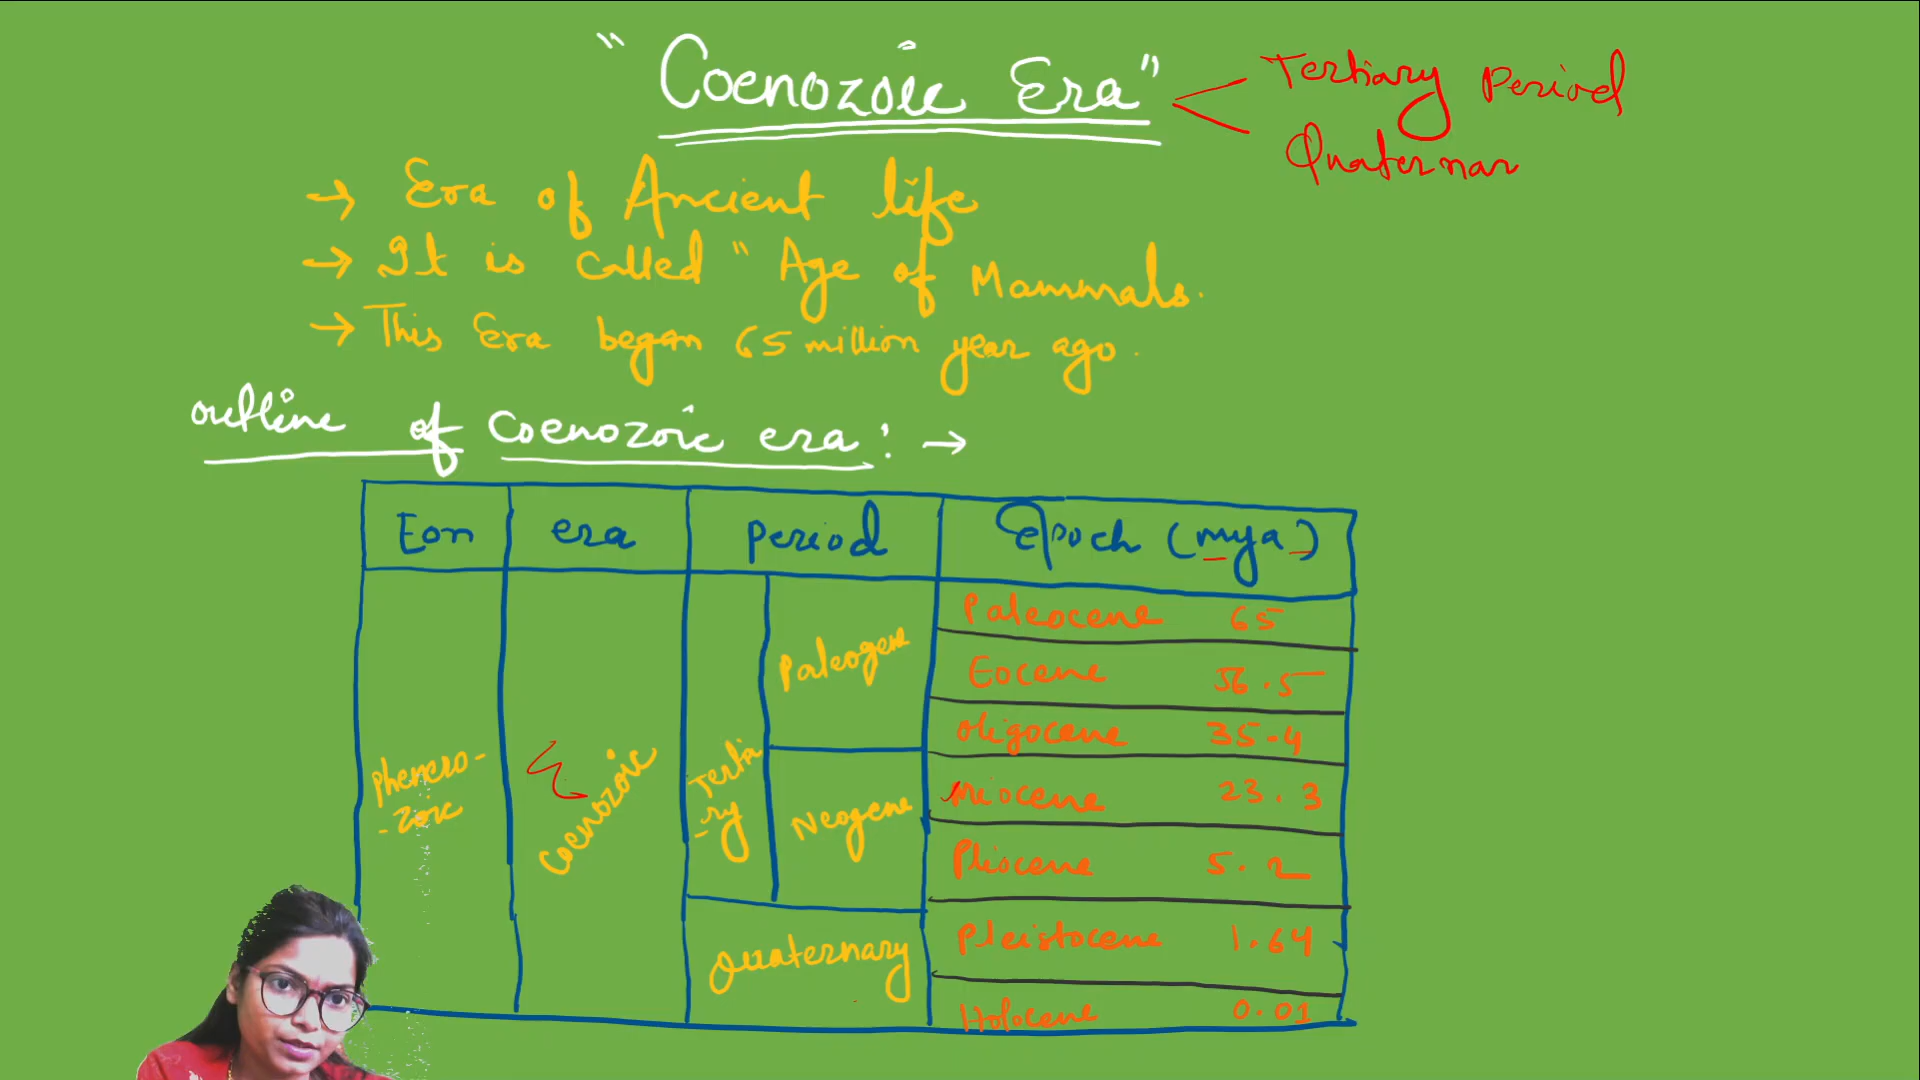 "Coenozoic Era"
Tertiary Period
Quaternar
→ Era of Ancient life
→ It is called "Age of Mammals.
→ This Era began 65 million year ago.
outline of Coenozoic era: →
Eon era Period Epoch (mya)
Paleocene 65
Eocene 56.5
Oligocene 35.4
Miocene 23.3
Pliocene 5.2
Pleistocene 1.64
Holocene 0.01
Paleogene
Neogene
Tertia
-ry
Quaternary
Coenozoic
Phenero-
-zoic